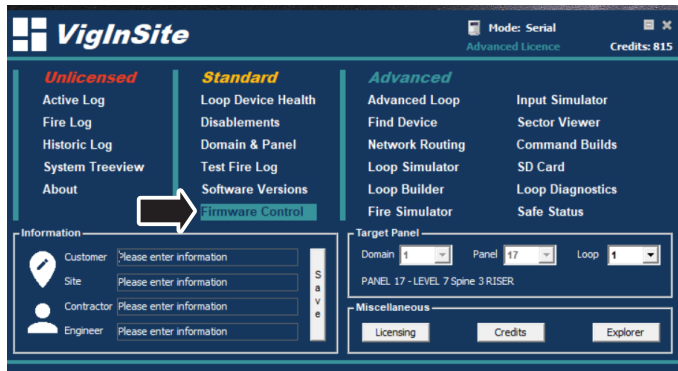 VigInSite
Mode: Serial
Advanced Licence
Credits: 815
Unlicensed
Active Log
Fire Log
Historic Log
System Treeview
About
Standard
Loop Device Health
Disablements
Domain & Panel
Test Fire Log
Software Versions
Firmware Control
Advanced
Advanced Loop
Find Device
Network Routing
Loop Simulator
Loop Builder
Fire Simulator
Input Simulator
Sector Viewer
Command Builds
SD Card
Loop Diagnostics
Safe Status
Information
Customer Please enter information
Site Please enter information
Contractor Please enter information
Engineer Please enter information
Save
Target Panel
Domain 1 Panel 17 Loop 1
PANEL 17 - LEVEL 7 Spine 3 RISER
Miscellaneous
Licensing Credits Explorer